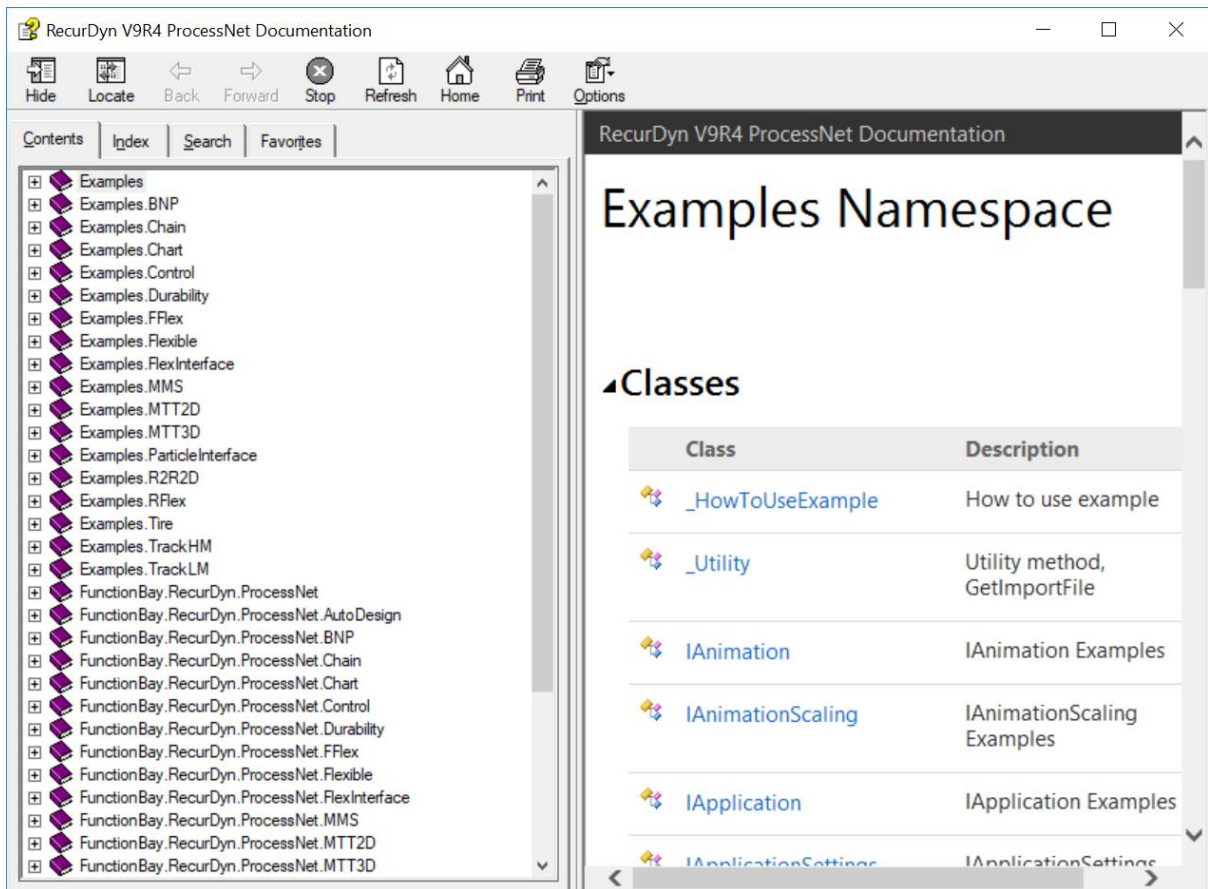 RecurDyn V9R4 ProcessNet Documentation
Hide Locate Back Forward Stop Refresh Home Print Options
Contents Index Search Favorites
Examples
Examples.BNP
Examples.Chain
Examples.Chart
Examples.Control
Examples.Durability
Examples.FFlex
Examples.Flexible
Examples.FlexInterface
Examples.MMS
Examples.MTT2D
Examples.MTT3D
Examples.ParticleInterface
Examples.R2R2D
Examples.RFlex
Examples.Tire
Examples.TrackHM
Examples.TrackLM
FunctionBay.RecurDyn.ProcessNet
FunctionBay.RecurDyn.ProcessNet.AutoDesign
FunctionBay.RecurDyn.ProcessNet.BNP
FunctionBay.RecurDyn.ProcessNet.Chain
FunctionBay.RecurDyn.ProcessNet.Chart
FunctionBay.RecurDyn.ProcessNet.Control
FunctionBay.RecurDyn.ProcessNet.Durability
FunctionBay.RecurDyn.ProcessNet.FFlex
FunctionBay.RecurDyn.ProcessNet.Flexible
FunctionBay.RecurDyn.ProcessNet.FlexInterface
FunctionBay.RecurDyn.ProcessNet.MMS
FunctionBay.RecurDyn.ProcessNet.MTT2D
FunctionBay.RecurDyn.ProcessNet.MTT3D
RecurDyn V9R4 ProcessNet Documentation
Examples Namespace
Classes
Class Description
_HowToUseExample How to use example
_Utility Utility method,
GetImportFile
IAnimation IAnimation Examples
IAnimationScaling IAnimationScaling
Examples
IApplication IApplication Examples
IApplicationSettings IApplicationSettings